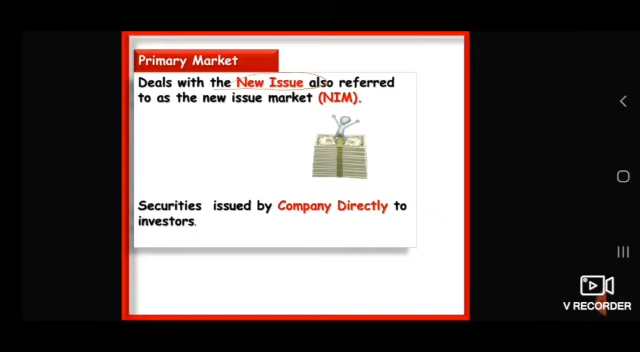 Primary Market
Deals with the New Issue also referred
to as the new issue market (NIM).
Securities issued by Company Directly to
investors.
V RECORDER